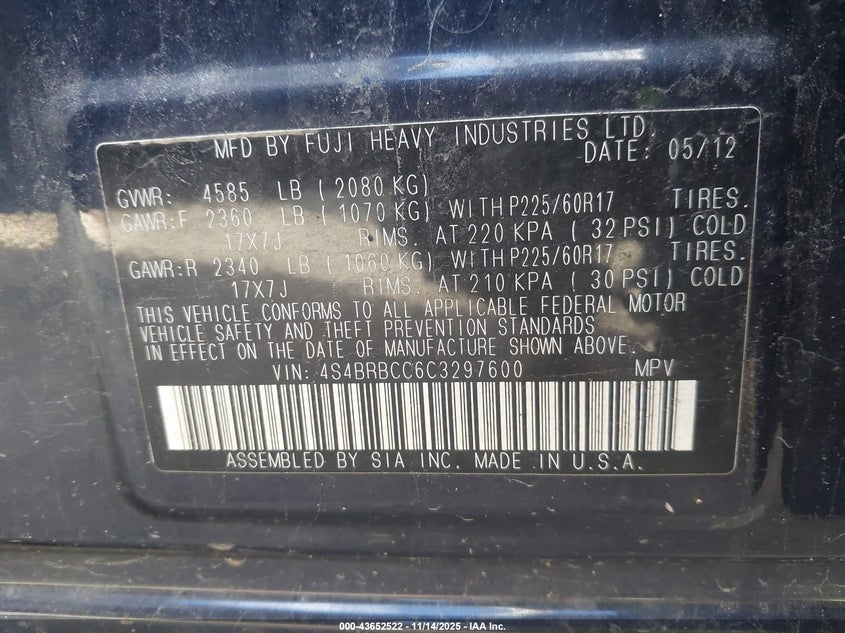 MFD BY FUJI HEAVY INDUSTRIES LTD.
DATE: 05/12
GVWR: 4585 LB (2080 KG)
GAWR:F 2360 LB (1070 KG) WITH P225/60R17 TIRES.
17X7J RIMS. AT 220 KPA (32 PSI) COLD
GAWR:R 2340 LB (1060 KG) WITH P225/60R17 TIRES.
17X7J RIMS. AT 210 KPA (30 PSI) COLD
THIS VEHICLE CONFORMS TO ALL APPLICABLE FEDERAL MOTOR
VEHICLE SAFETY AND THEFT PREVENTION STANDARDS
IN EFFECT ON THE DATE OF MANUFACTURE SHOWN ABOVE.
VIN: 4S4BRBCC6C3297600 MPV
ASSEMBLED BY SIA INC. MADE IN U.S.A.
000-43652522 - 11/14/2025 - IAA Inc.